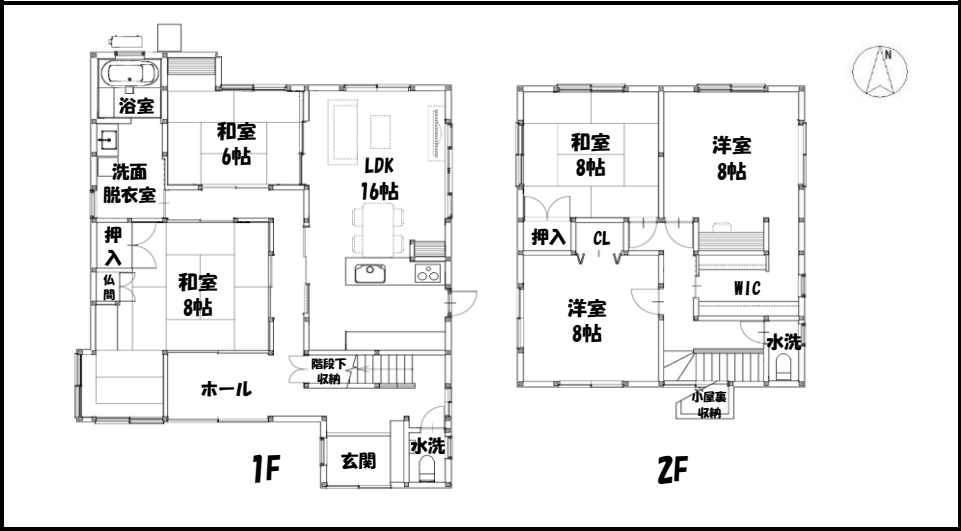 N
浴室
和室
6帖
LDK
16帖
洗面
脱衣室
押
入
仏
間
和室
8帖
階段下
収納
ホール
玄関
水洗
1F
和室
8帖
洋室
8帖
押入
CL
WIC
洋室
8帖
水洗
小屋裏
収納
2F